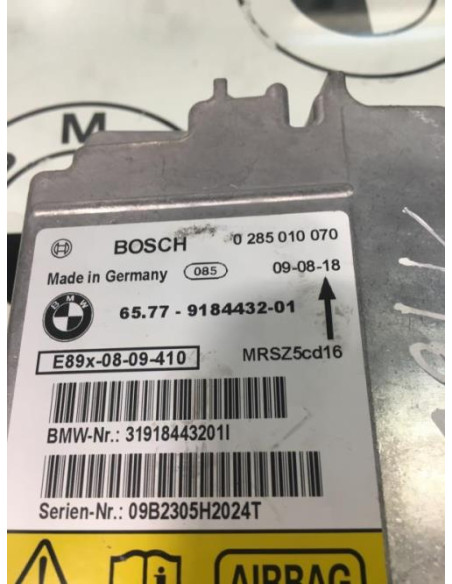 M
BOSCH 0 285 010 070
Made in Germany 085 09-08-18
BMW 65.77 - 9184432-01
E89x-08-09-410 MRSZ5cd16
BMW-Nr.: 31918443201I
Serien-Nr.: 09B2305H2024T
AIRBAG